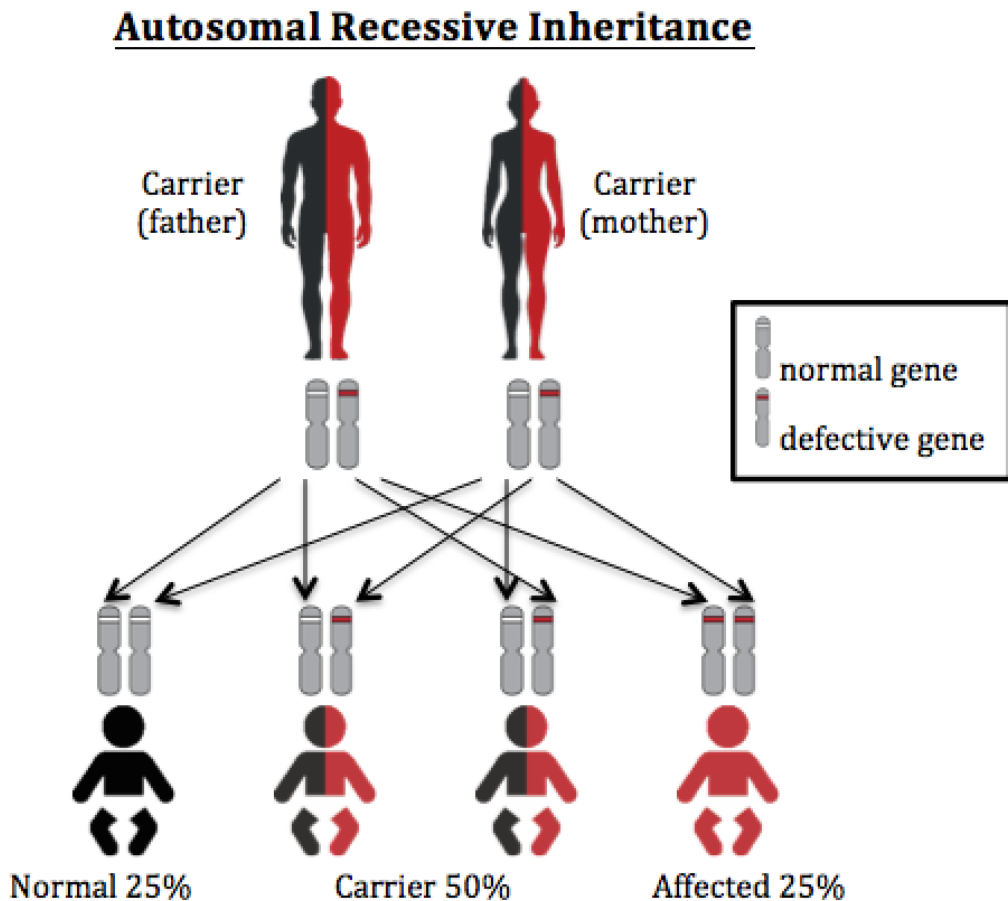 Autosomal Recessive Inheritance
Carrier
(father)
Carrier
(mother)
normal gene
defective gene
Normal 25%
Carrier 50%
Affected 25%